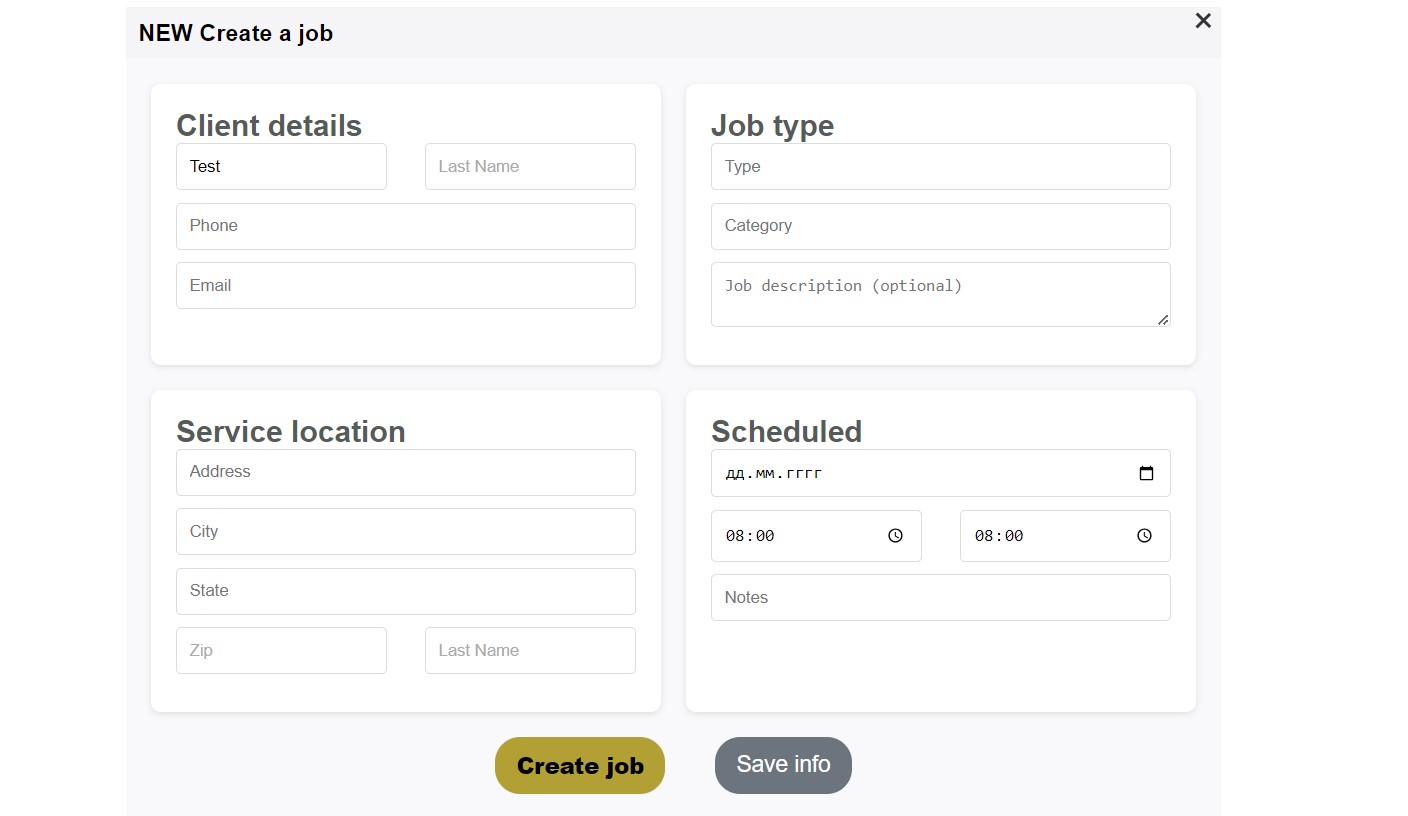 NEW Create a job
Client details
Test
Last Name
Phone
Email
Job type
Type
Category
Job description (optional)
Service location
Address
City
State
Zip
Last Name
Scheduled
дд.мм.гггг
08:00
08:00
Notes
Create job
Save info